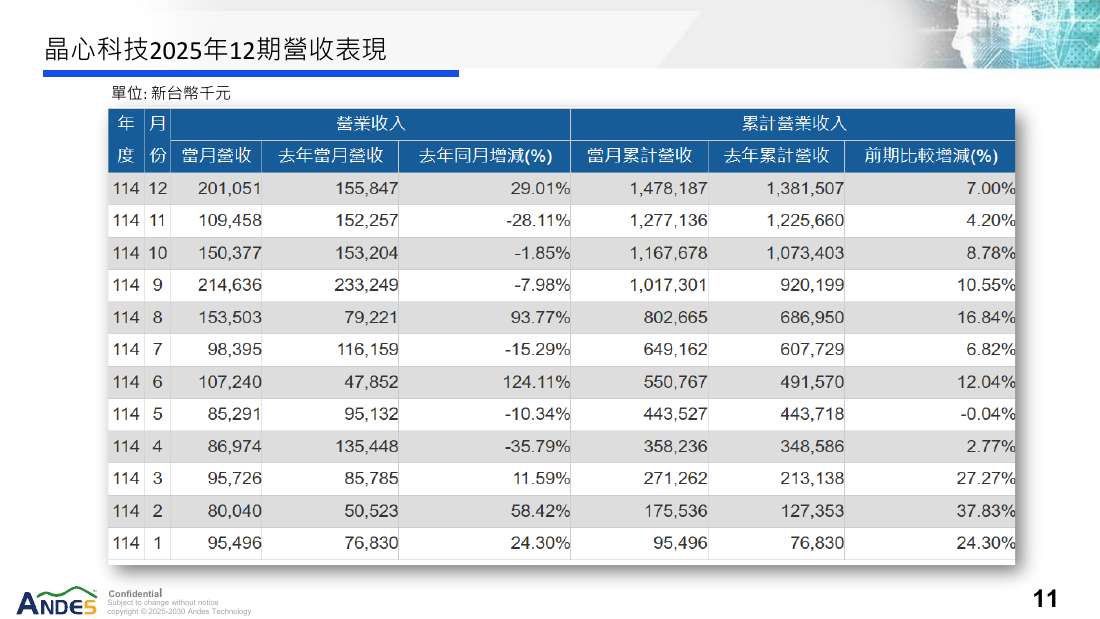 晶心科技2025年12期營收表現
單位: 新台幣千元
年度 月份 營業收入 累計營業收入
當月營收 去年當月營收 去年同月增減(%) 當月累計營收 去年累計營收 前期比較增減(%)
114 12 201,051 155,847 29.01% 1,478,187 1,381,507 7.00%
114 11 109,458 152,257 -28.11% 1,277,136 1,225,660 4.20%
114 10 150,377 153,204 -1.85% 1,167,678 1,073,403 8.78%
114 9 214,636 233,249 -7.98% 1,017,301 920,199 10.55%
114 8 153,503 79,221 93.77% 802,665 686,950 16.84%
114 7 98,395 116,159 -15.29% 649,162 607,729 6.82%
114 6 107,240 47,852 124.11% 550,767 491,570 12.04%
114 5 85,291 95,132 -10.34% 443,527 443,718 -0.04%
114 4 86,974 135,448 -35.79% 358,236 348,586 2.77%
114 3 95,726 85,785 11.59% 271,262 213,138 27.27%
114 2 80,040 50,523 58.42% 175,536 127,353 37.83%
114 1 95,496 76,830 24.30% 95,496 76,830 24.30%
ANDES
Confidential
Subject to change without notice
copyright © 2025-2030 Andes Technology
11